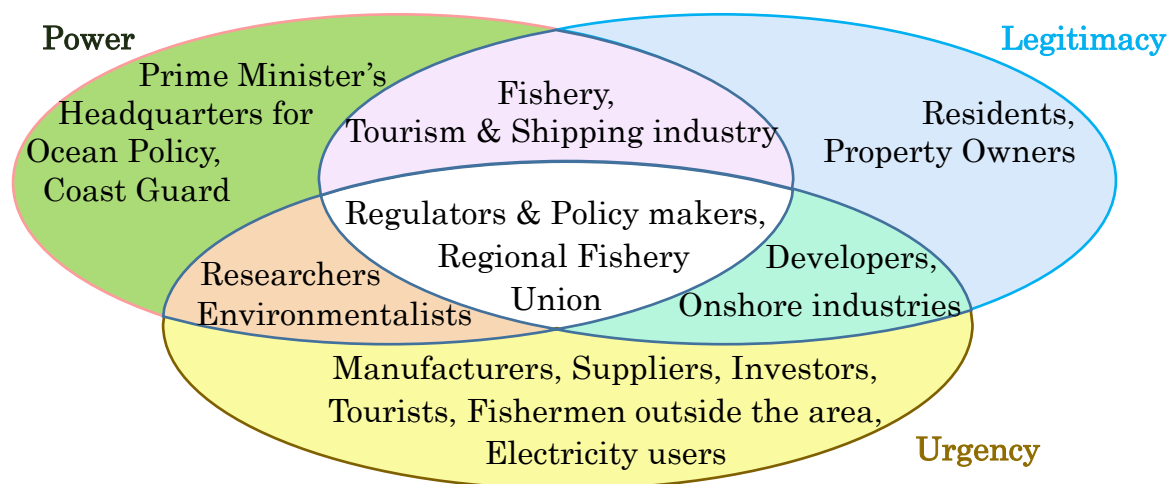 Power
Legitimacy
Prime Minister's
Headquarters for
Ocean Policy,
Coast Guard
Fishery,
Tourism & Shipping industry
Residents,
Property Owners
Regulators & Policy makers,
Regional Fishery
Union
Researchers
Environmentalists
Developers,
Onshore industries
Manufacturers, Suppliers, Investors,
Tourists, Fishermen outside the area,
Electricity users
Urgency